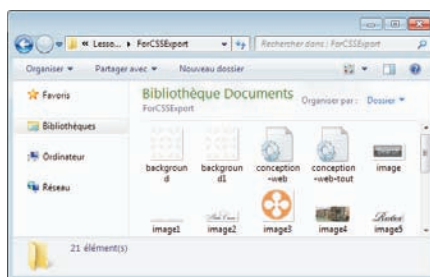 « Lesso... ▸ ForCSSExport
Rechercher dans : ForCSSExport
Organiser
Partager avec
Nouveau dossier
Favoris
Bibliothèques
Ordinateur
Réseau
Bibliothèque Documents
ForCSSExport
Organiser par :
Dossier
backgroun
d
backgroun
d1
conception
-web
conception
-web-tout
image
image1
image2
image3
image4
image5
21 élément(s)